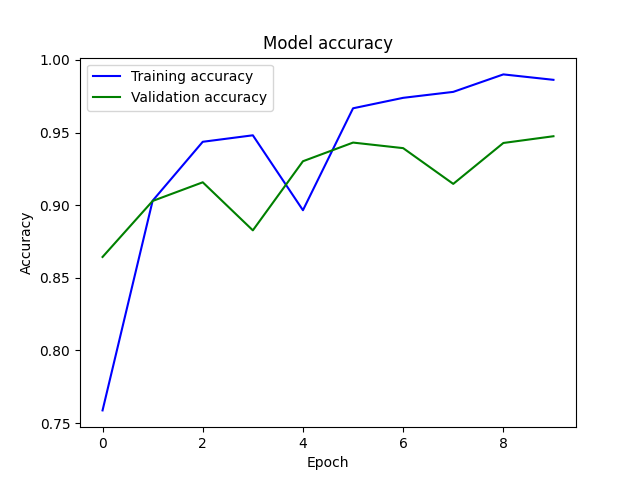 Model accuracy
1.00
Training accuracy
Validation accuracy
0.95
0.90
Accuracy
0.85
0.80
0.75
0 2 4 6 8
Epoch